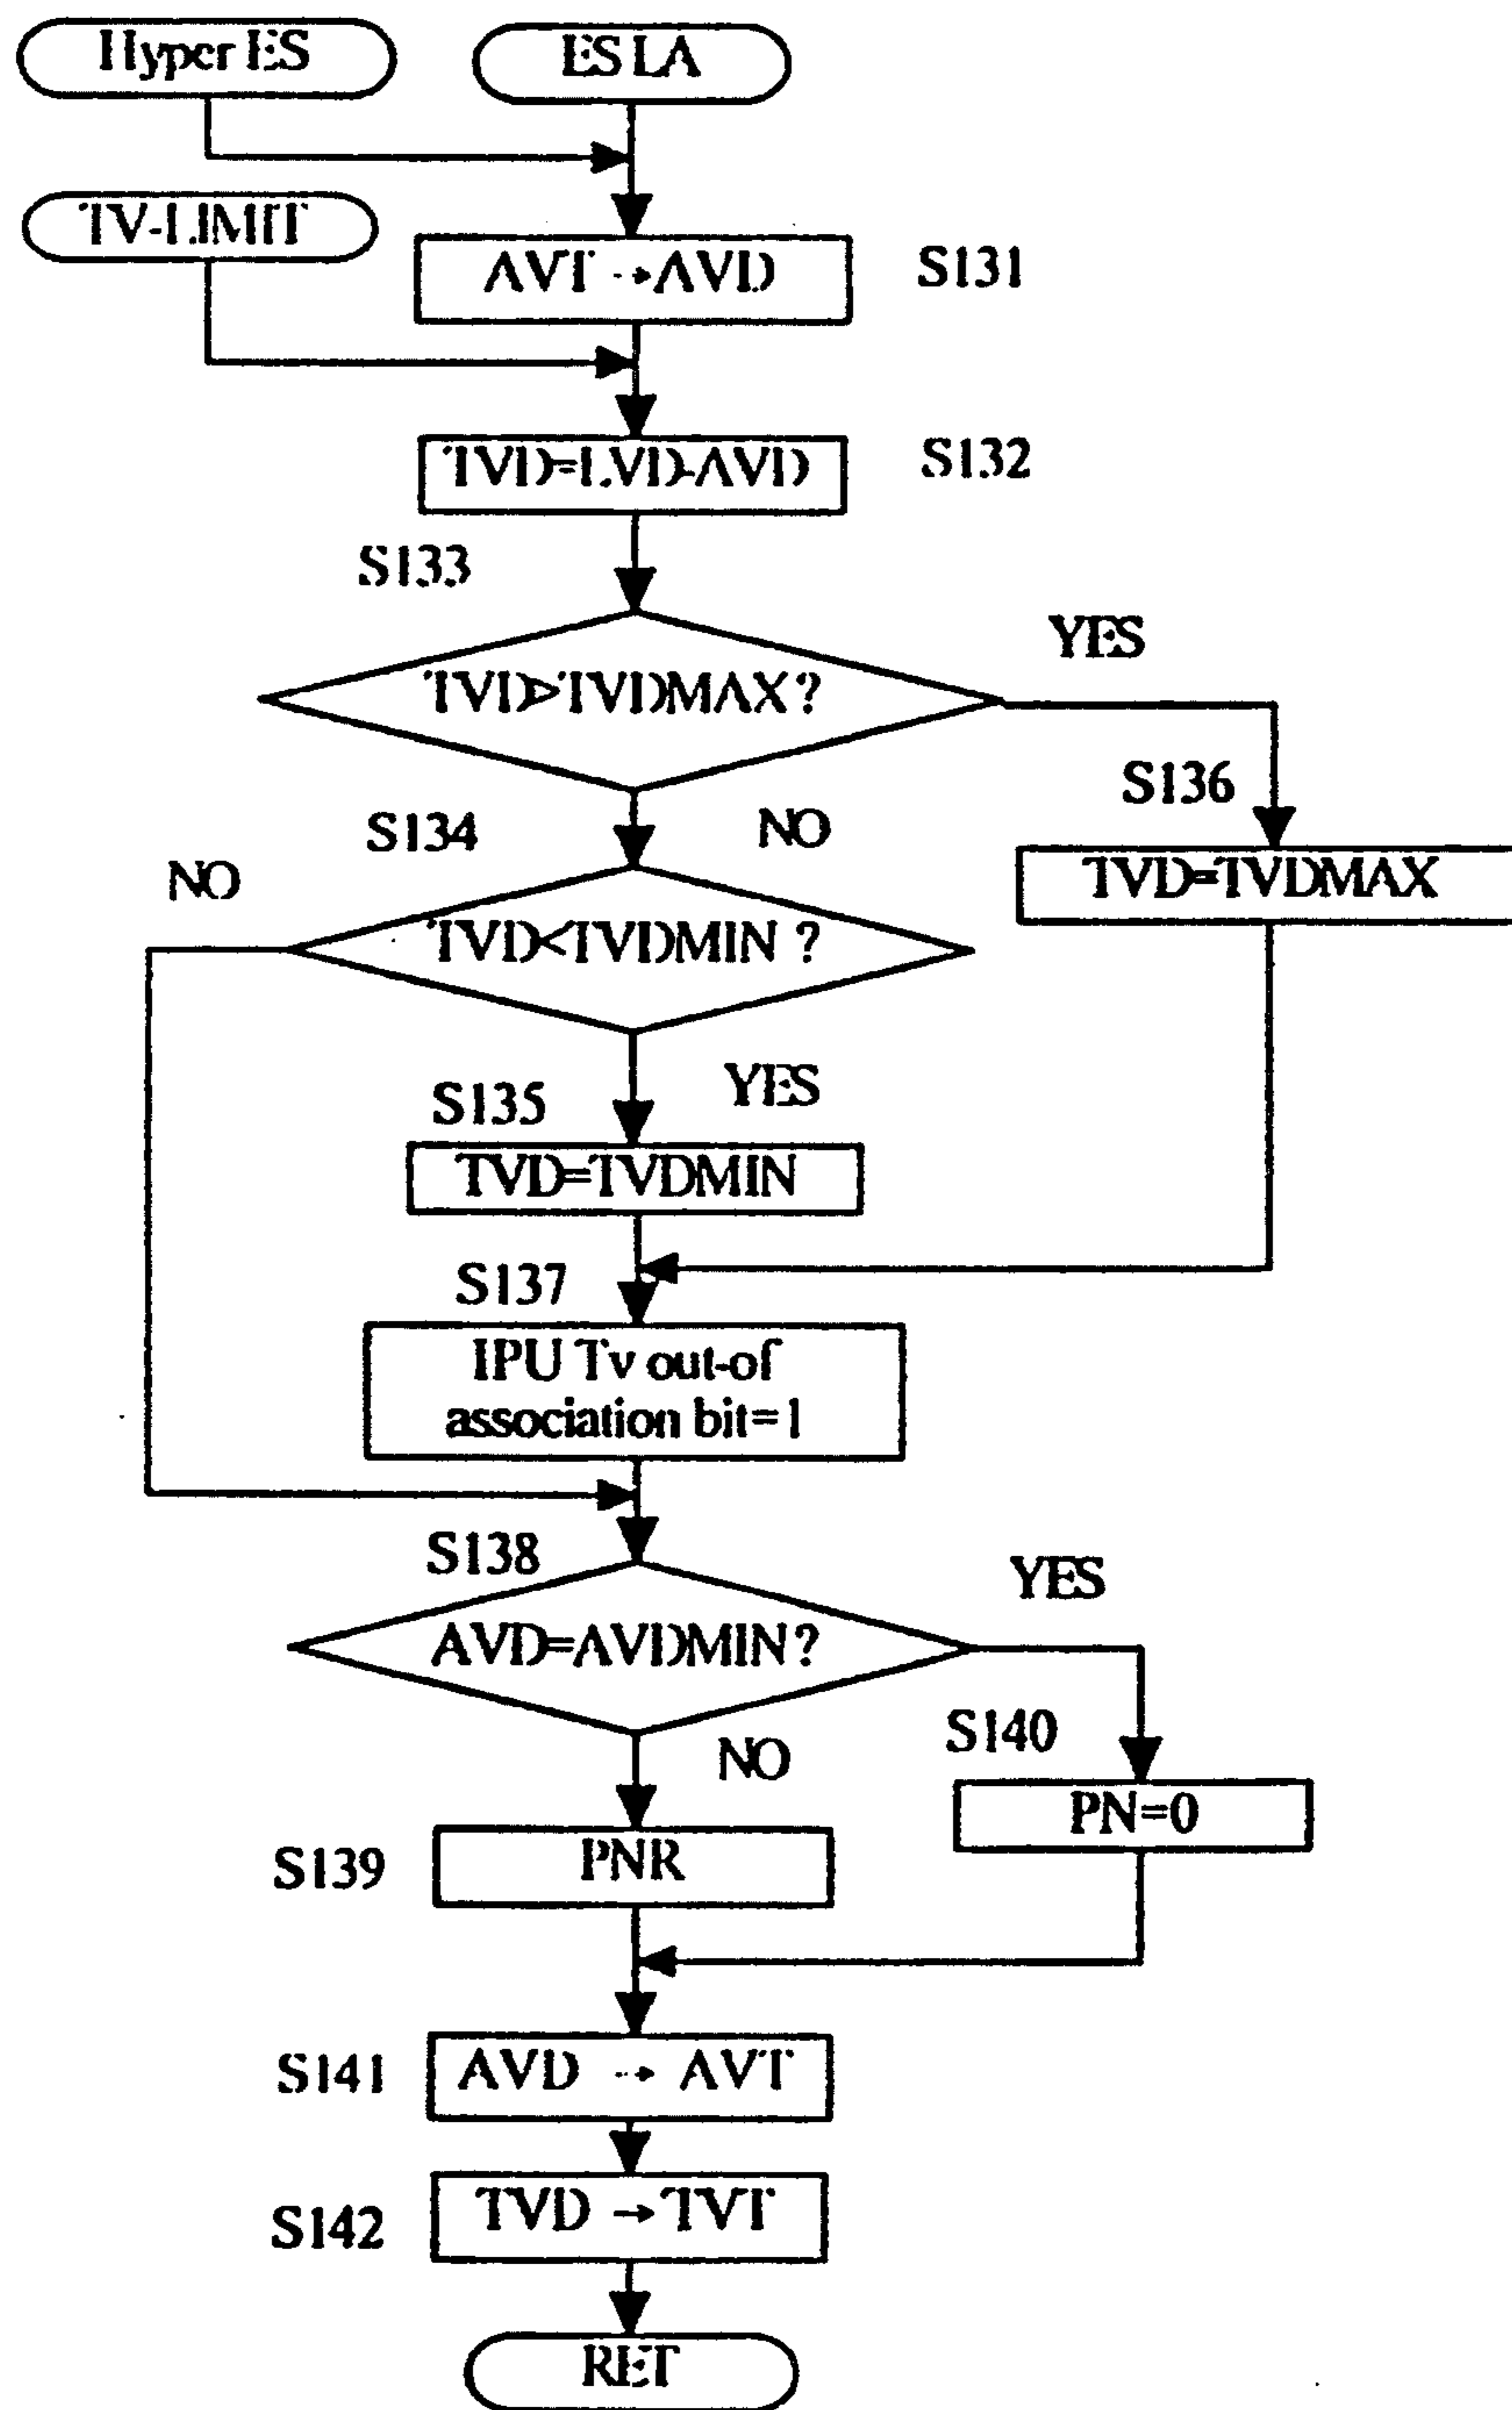 Hyper ES
ES LA
TV-LIMIT
AVT → AVD
S131
TVD=LVD-AVD
S132
S133
TVD>TVDMAX?
YES
S136
TVD=TVDMAX
S134
NO
NO
TVD<TVDMIN ?
YES
S135
TVD=TVDMIN
S137
IPU Tv out-of
association bit=1
S138
AVD=AVDMIN?
YES
S140
PN=0
NO
S139
PNR
S141
AVD → AVT
S142
TVD → TVT
RET